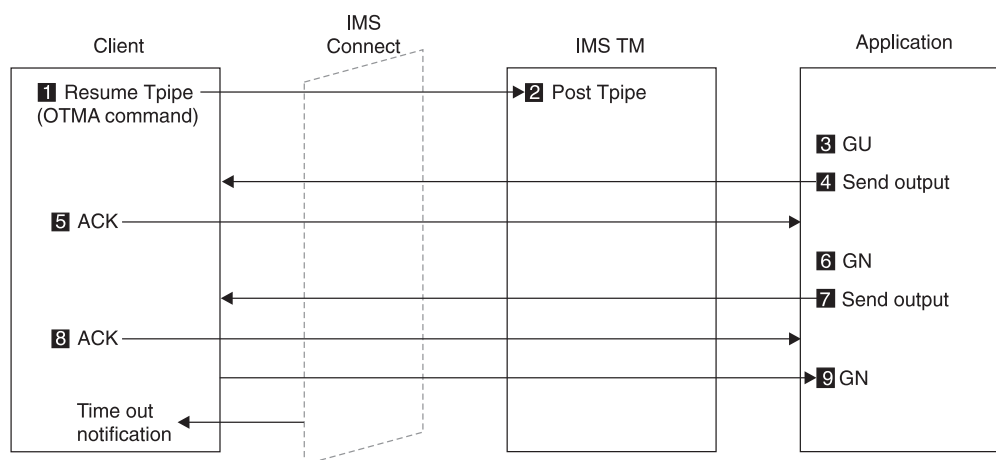 Client
IMS
Connect
IMS TM
Application
1 Resume Tpipe
(OTMA command)
2 Post Tpipe
3 GU
4 Send output
5 ACK
6 GN
7 Send output
8 ACK
9 GN
Time out
notification